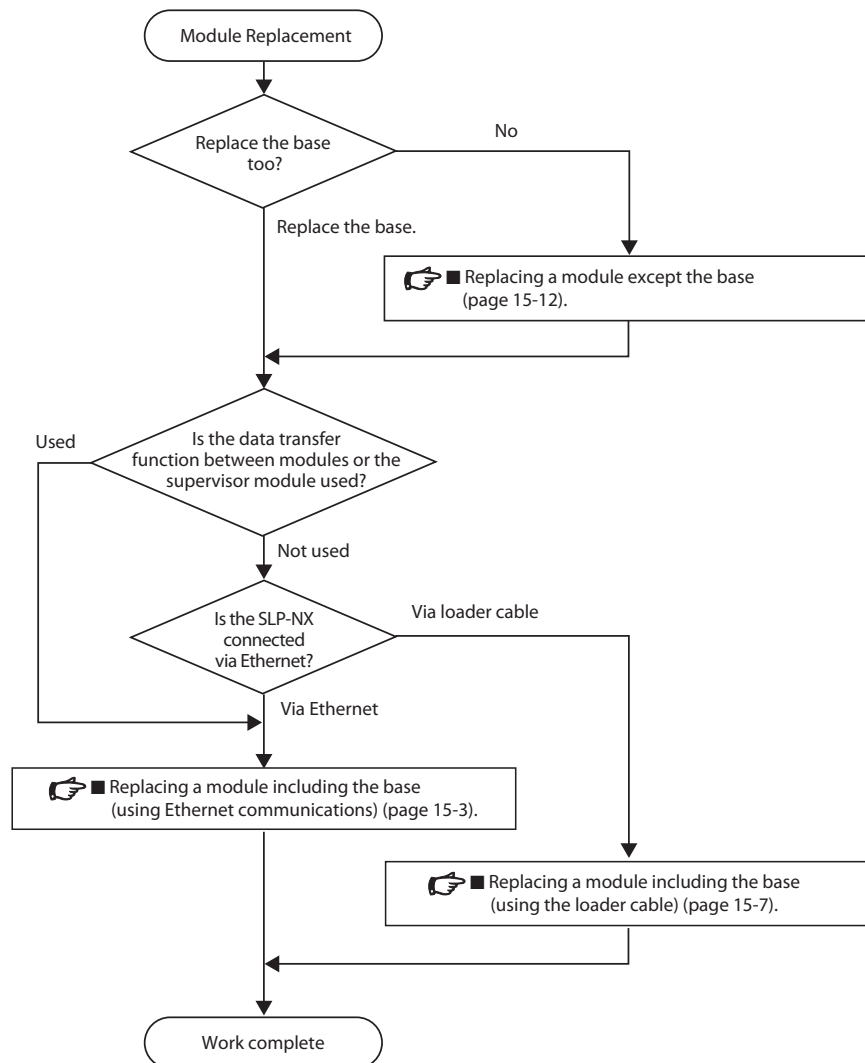 Module Replacement
Replace the base
too?
No
Replace the base.
■ Replacing a module except the base
(page 15-12).
Used
Is the data transfer
function between modules or the
supervisor module used?
Not used
Is the SLP-NX
connected
via Ethernet?
Via loader cable
Via Ethernet
■ Replacing a module including the base
(using Ethernet communications) (page 15-3).
■ Replacing a module including the base
(using the loader cable) (page 15-7).
Work complete